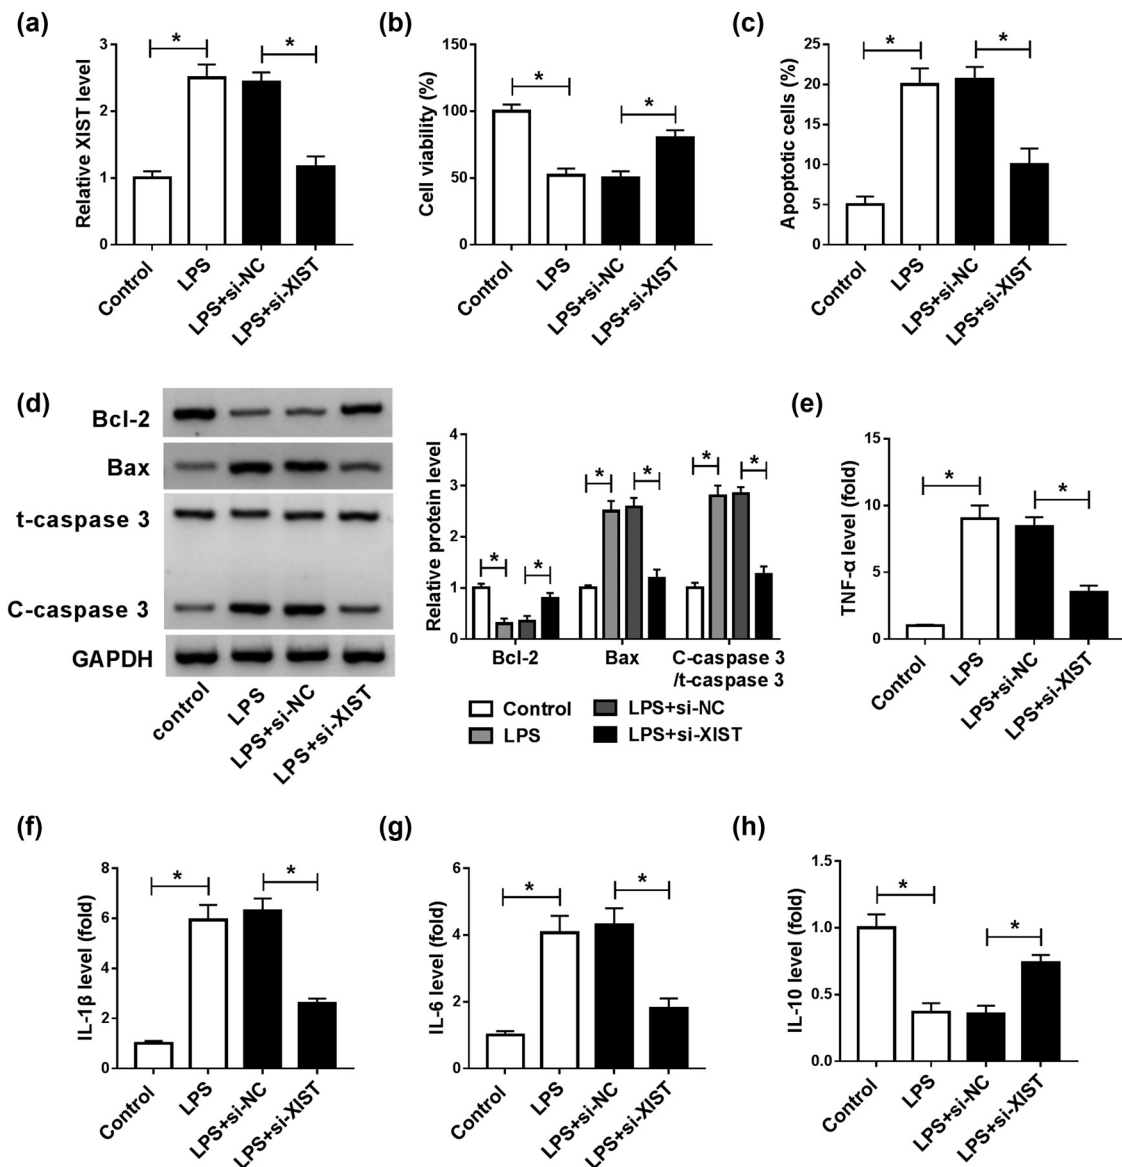 (a)
Relative XIST level
3
2
1
0
*
*
Control
LPS
LPS+si-NC
LPS+si-XIST
(b)
Cell viability (%)
150
100
50
0
*
*
Control
LPS
LPS+si-NC
LPS+si-XIST
(c)
Apoptotic cells (%)
25
20
15
10
5
0
*
*
Control
LPS
LPS+si-NC
LPS+si-XIST
(d)
Bcl-2
Bax
t-caspase 3
C-caspase 3
GAPDH
control
LPS
LPS+si-NC
LPS+si-XIST
Relative protein level
4
3
2
1
0
*
*
*
*
*
*
Bcl-2
Bax
C-caspase 3
/t-caspase 3
Control
LPS
LPS+si-NC
LPS+si-XIST
(e)
TNF-α level (fold)
15
10
5
0
*
*
Control
LPS
LPS+si-NC
LPS+si-XIST
(f)
IL-1β level (fold)
8
6
4
2
0
*
*
Control
LPS
LPS+si-NC
LPS+si-XIST
(g)
IL-6 level (fold)
6
4
2
0
*
*
Control
LPS
LPS+si-NC
LPS+si-XIST
(h)
IL-10 level (fold)
1.5
1.0
0.5
0.0
*
*
Control
LPS
LPS+si-NC
LPS+si-XIST